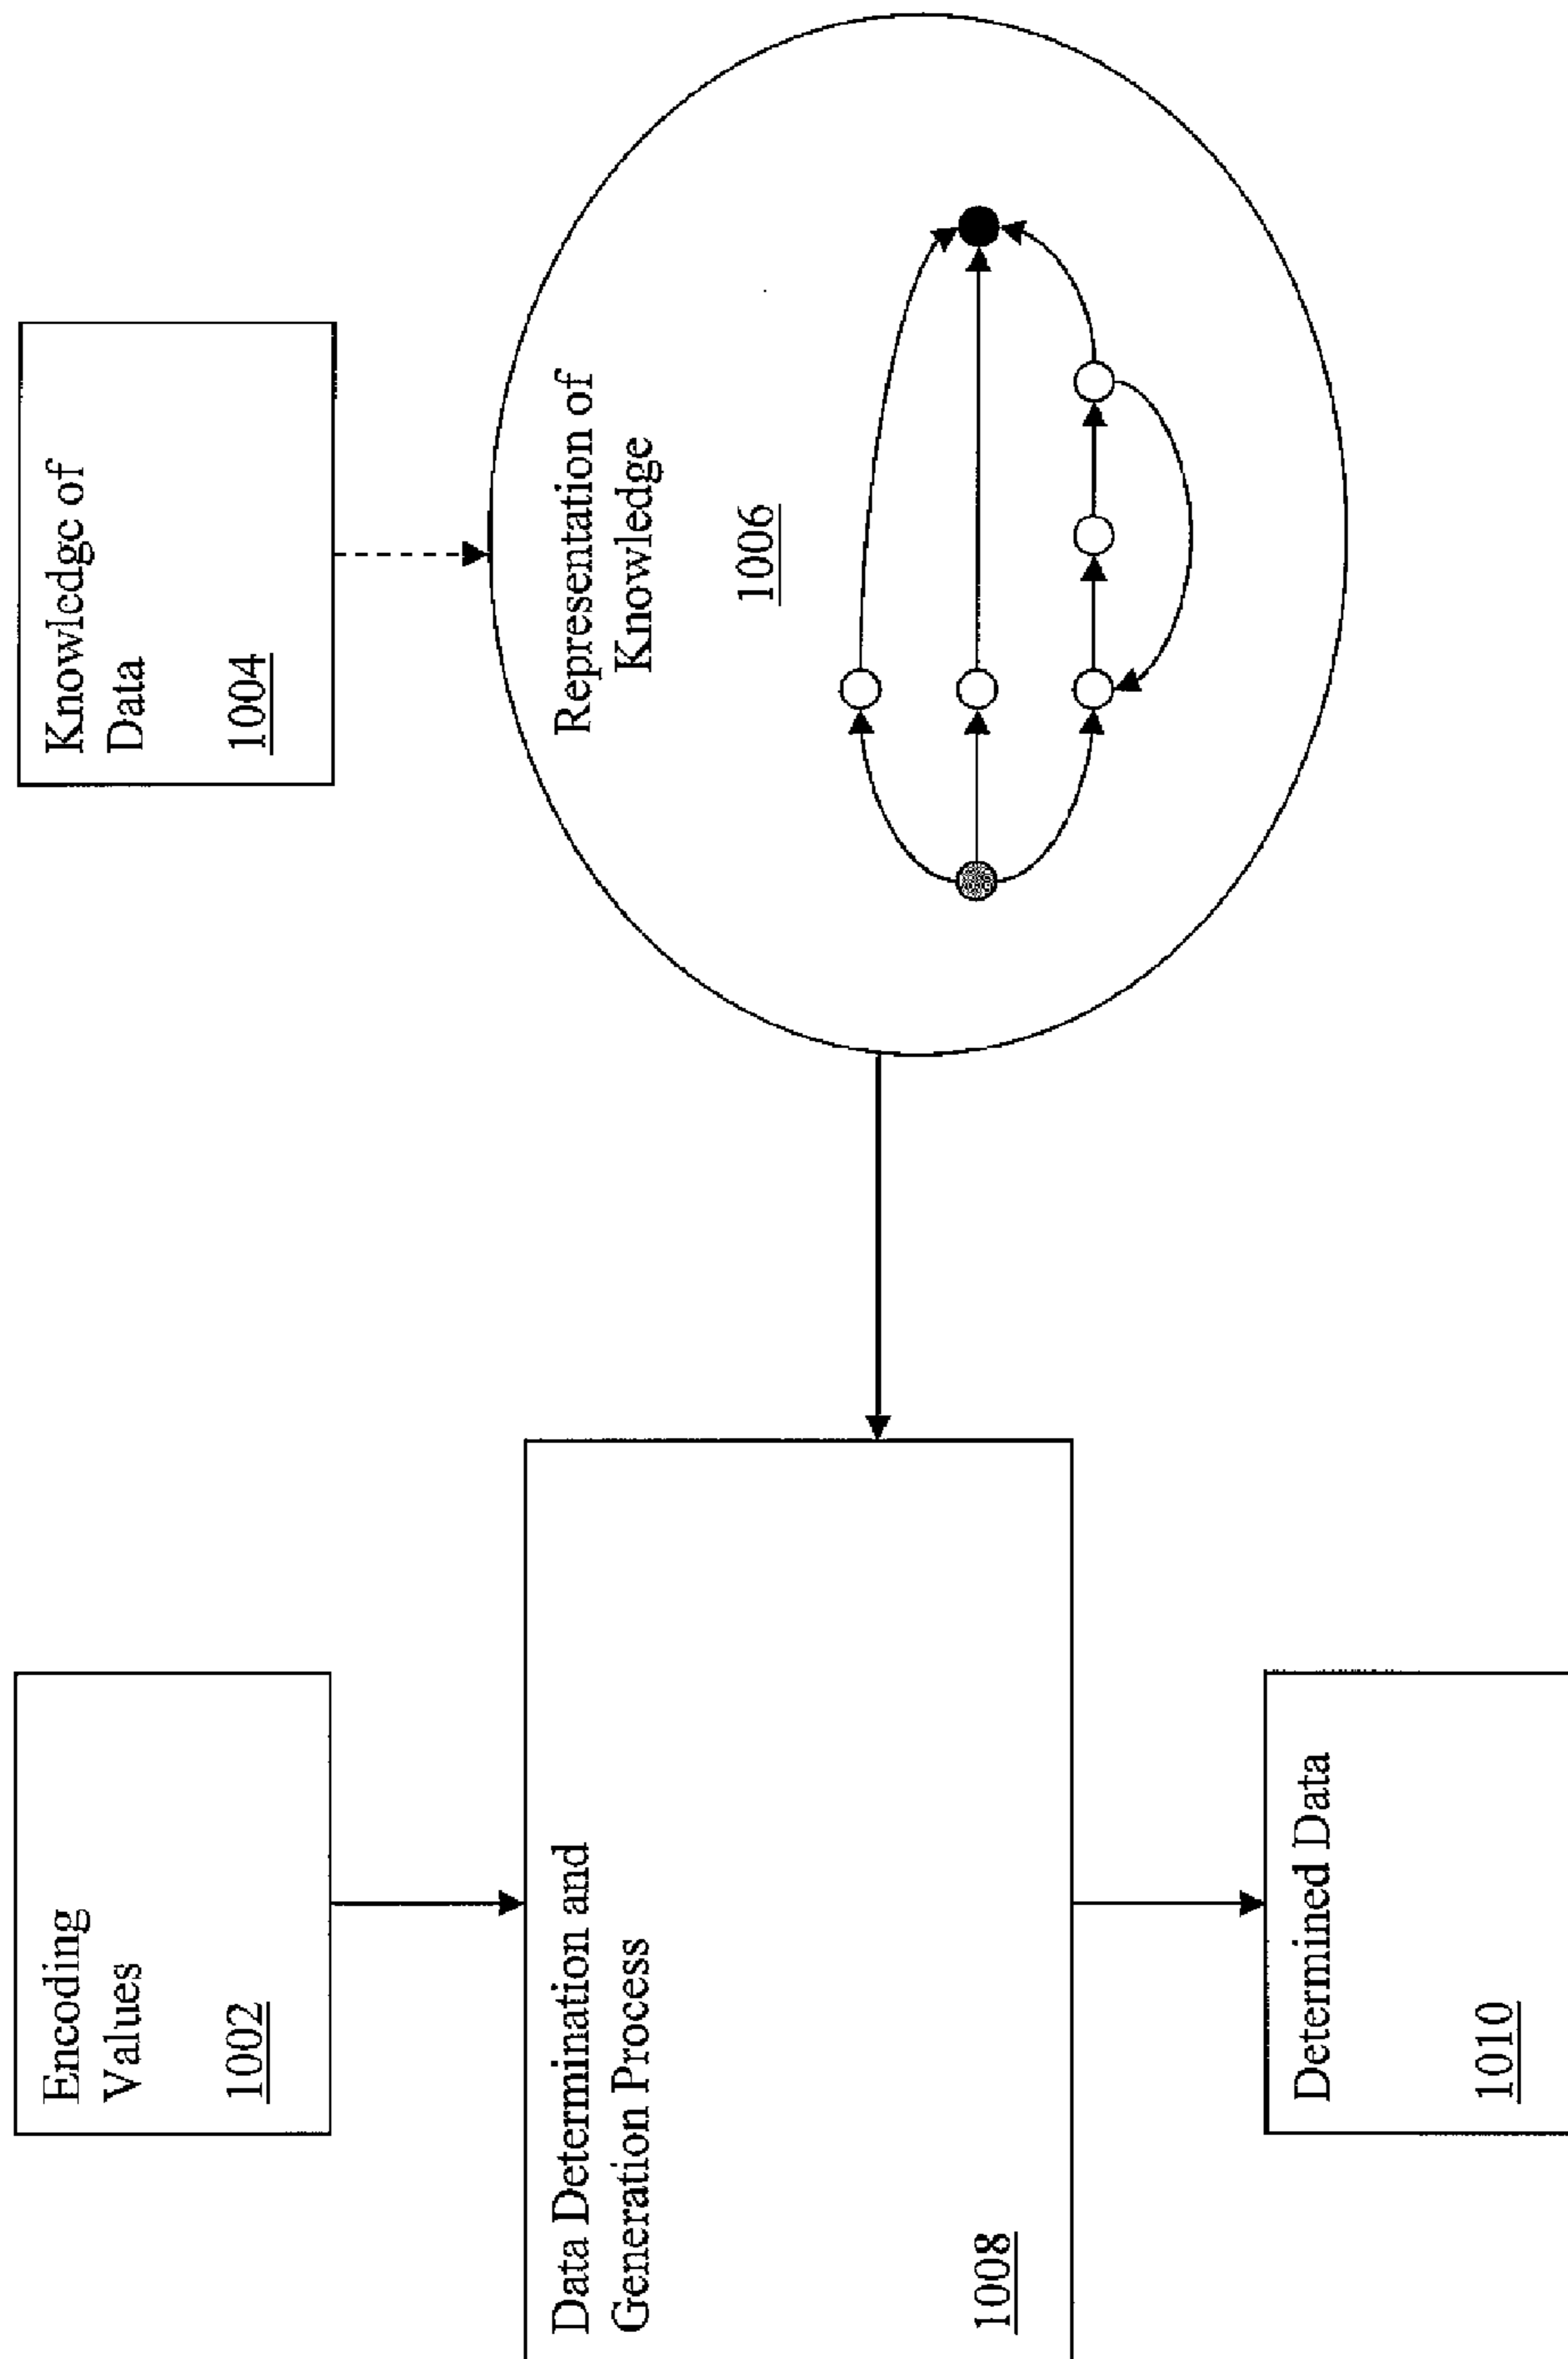 Encoding
Values
1002
Knowledge of
Data
1004
Data Determination and
Generation Process
1008
Representation of
Knowledge
1006
Determined Data
1010